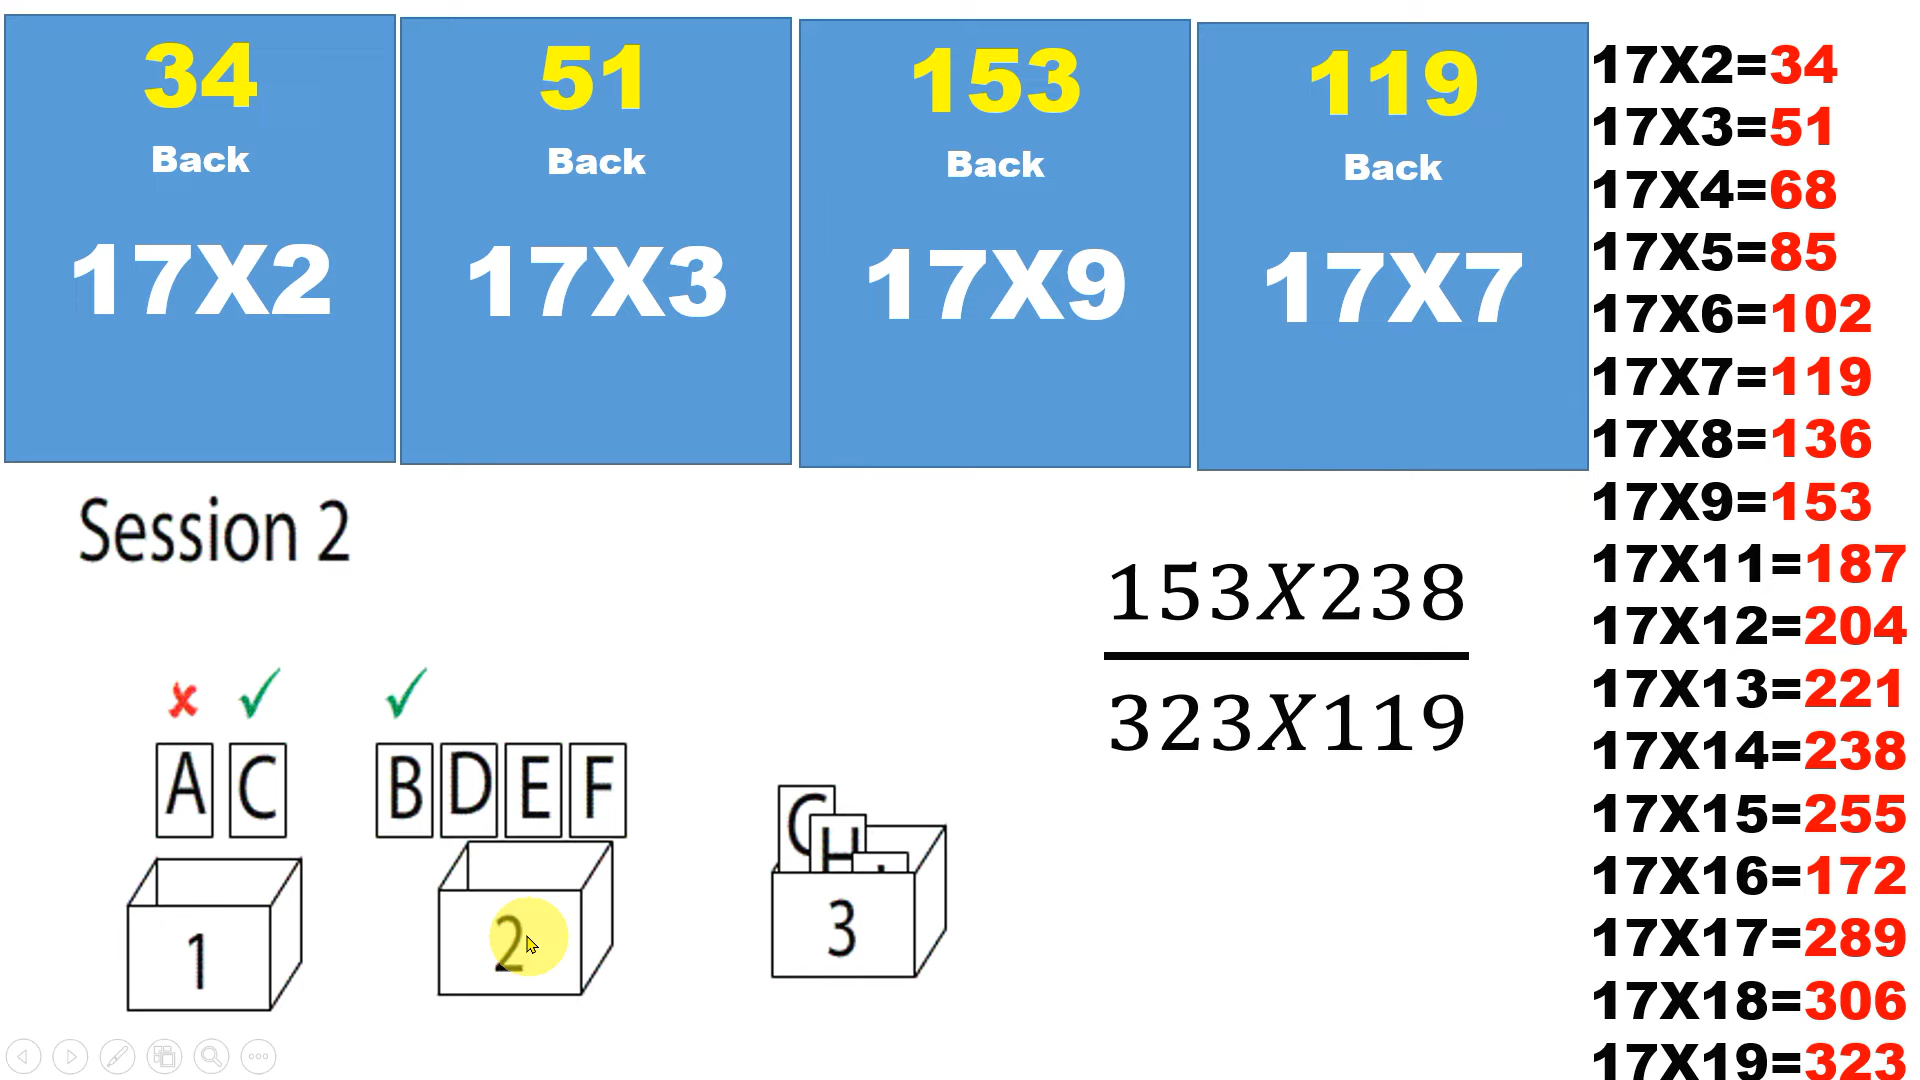 34
Back
17X2
51
Back
17X3
153
Back
17X9
119
Back
17X7
17X2=34
17X3=51
17X4=68
17X5=85
17X6=102
17X7=119
17X8=136
17X9=153
17X11=187
17X12=204
17X13=221
17X14=238
17X15=255
17X16=172
17X17=289
17X18=306
17X19=323
Session 2
153X238
323X119
A C
B D E F
H
1
2
3